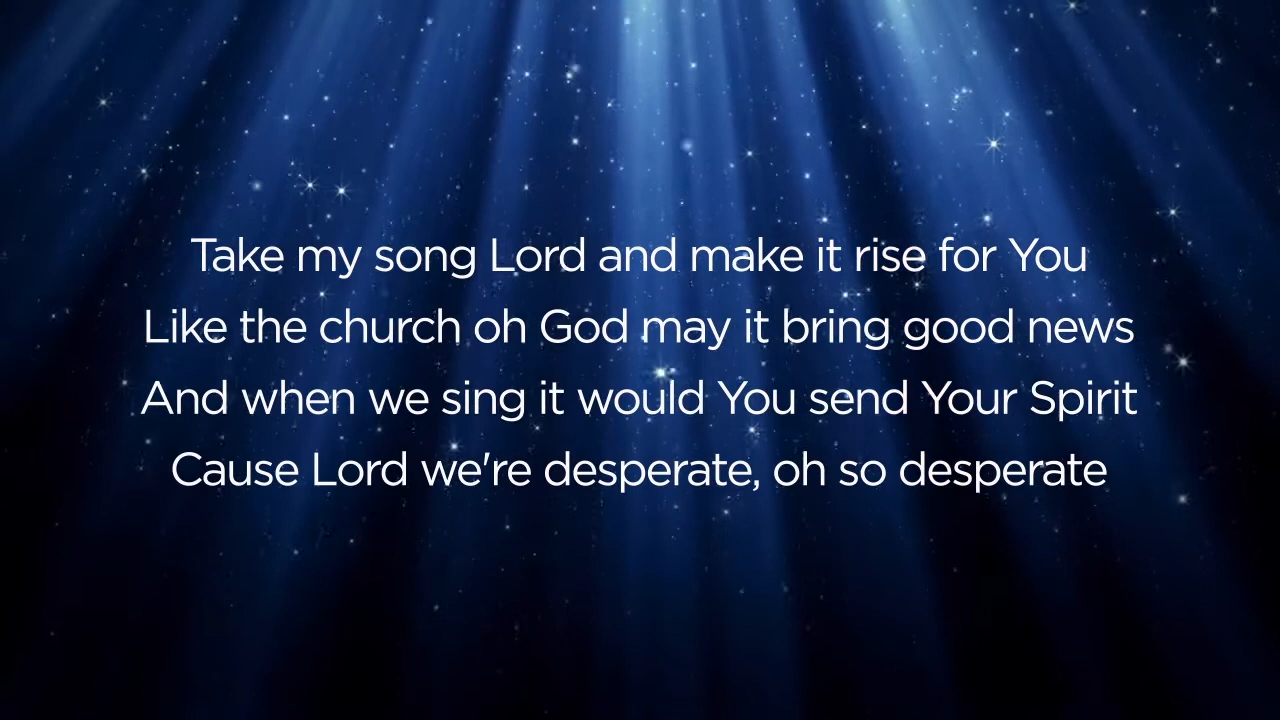 Take my song Lord and make it rise for You
Like the church oh God may it bring good news
And when we sing it would You send Your Spirit
Cause Lord we're desperate, oh so desperate